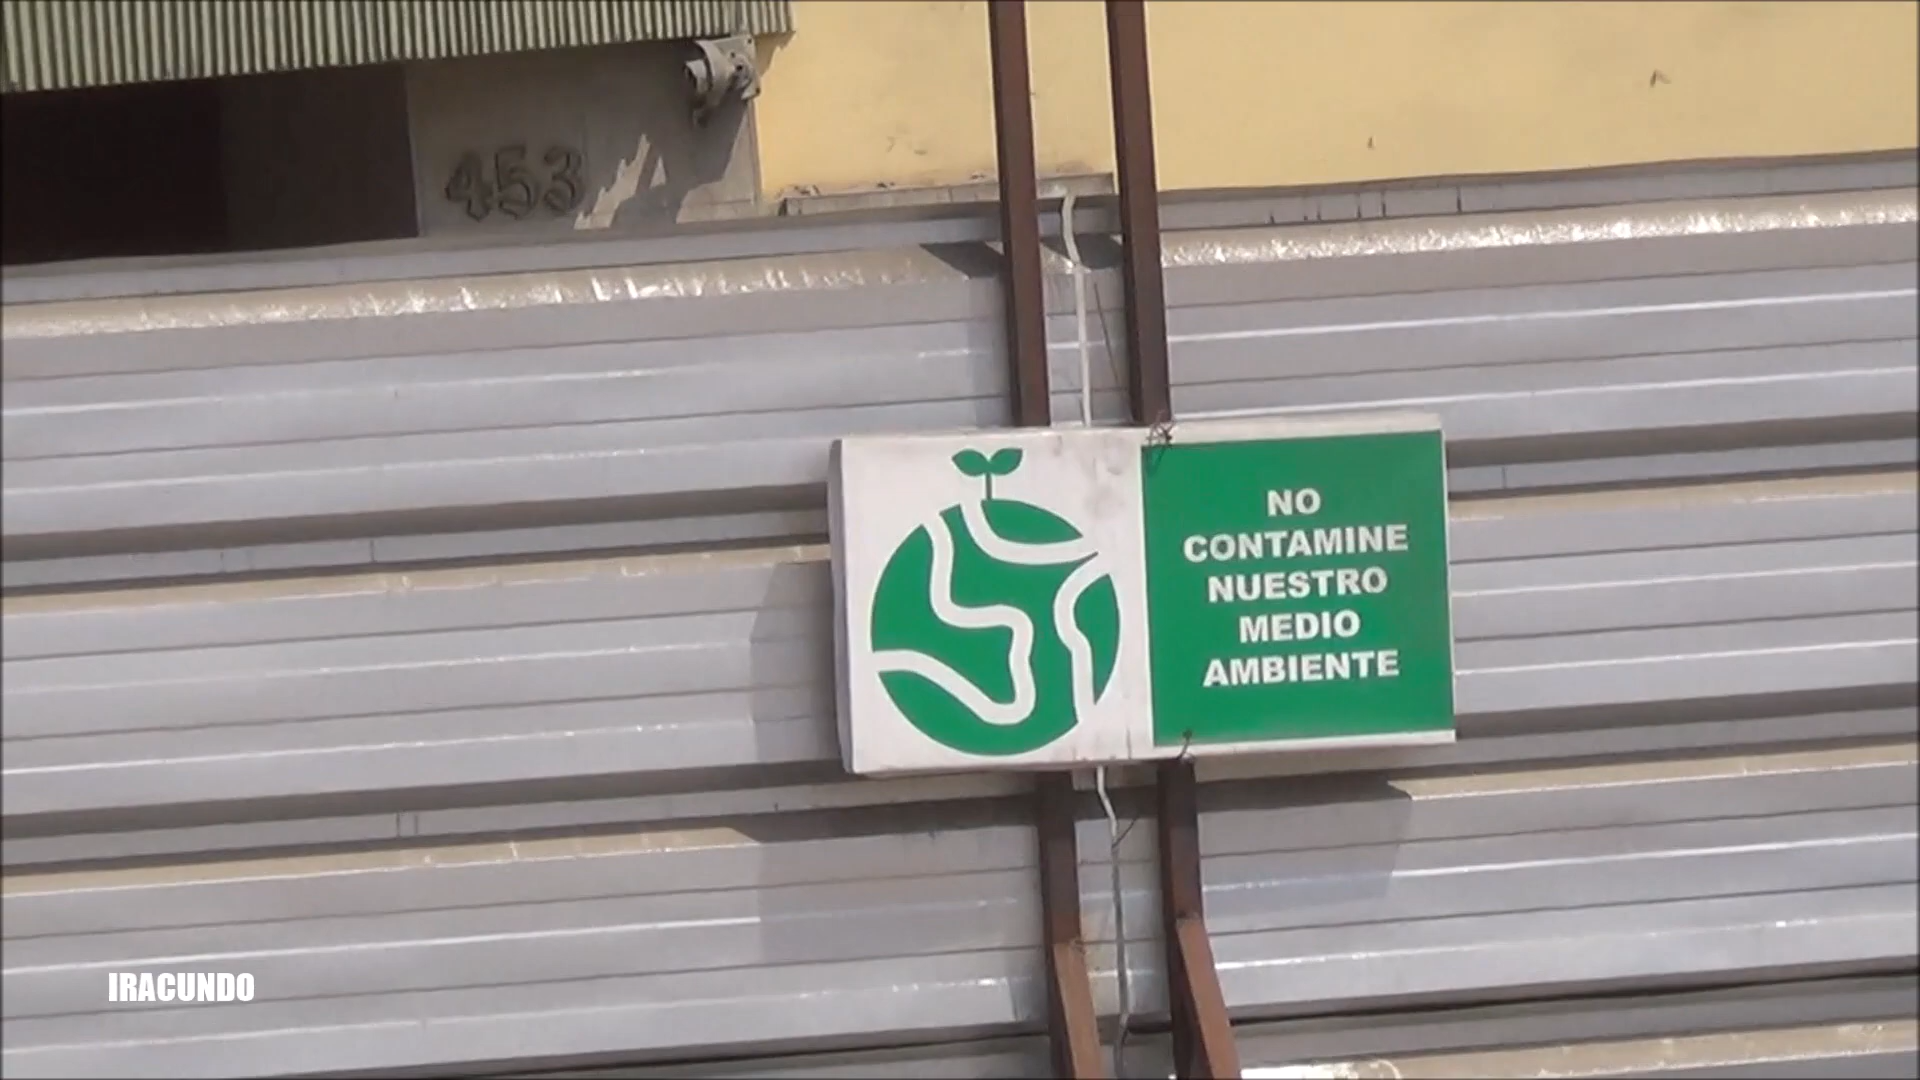 453
NO
CONTAMINE
NUESTRO
MEDIO
AMBIENTE
IRACUNDO